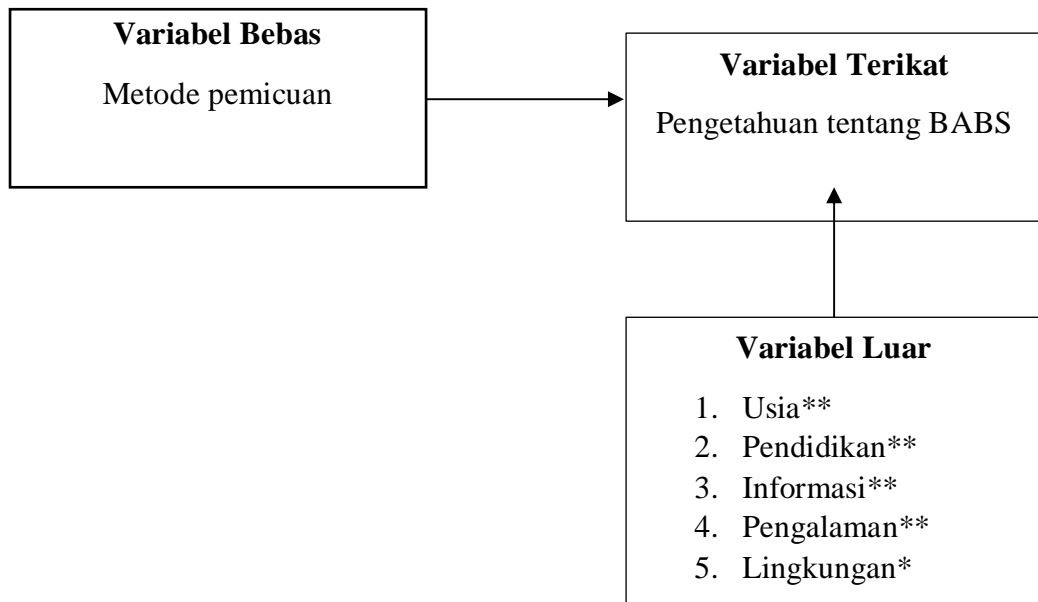 Variabel Bebas
Metode pemicuan
Variabel Terikat
Pengetahuan tentang BABS
Variabel Luar
1. Usia**
2. Pendidikan**
3. Informasi**
4. Pengalaman**
5. Lingkungan*